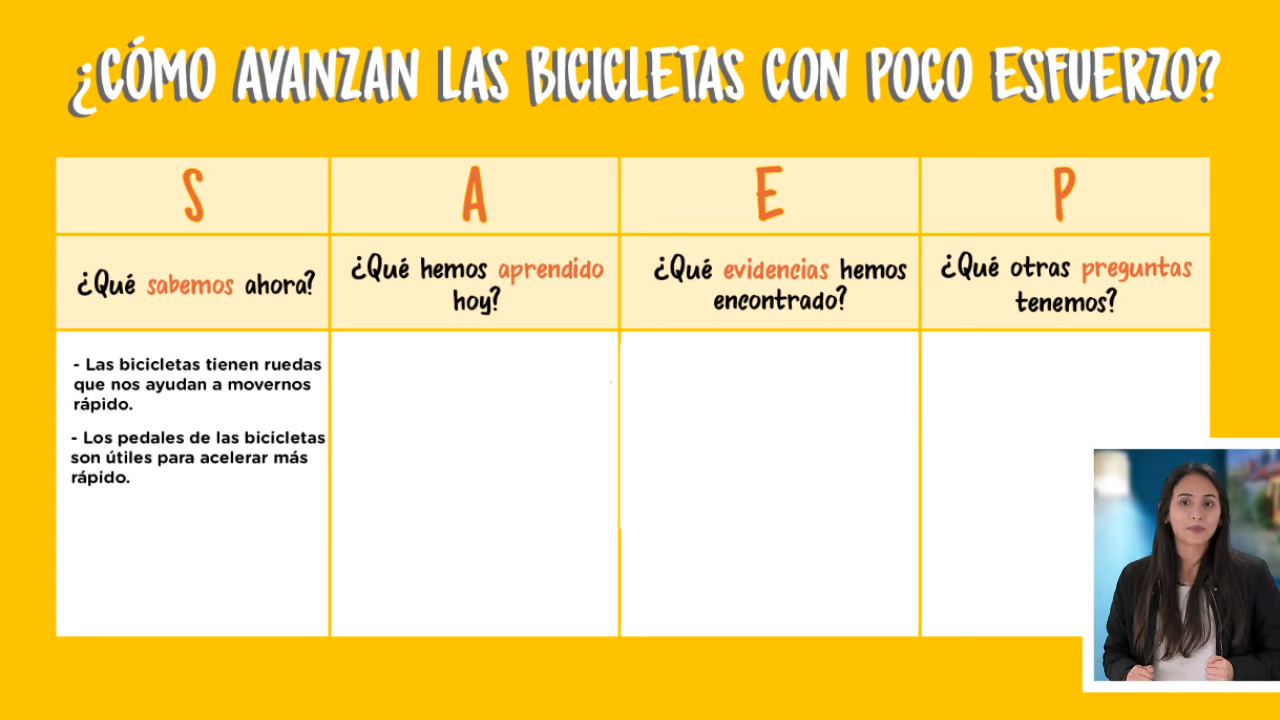 ¿CÓMO AVANZAN LAS BICICLETAS CON POCO ESFUERZO?
S
A
E
P
¿Qué sabemos ahora?
¿Qué hemos aprendido
hoy?
¿Qué evidencias hemos
encontrado?
¿Qué otras preguntas
tenemos?
- Las bicicletas tienen ruedas
que nos ayudan a movernos
rápido.
- Los pedales de las bicicletas
son útiles para acelerar más
rápido.